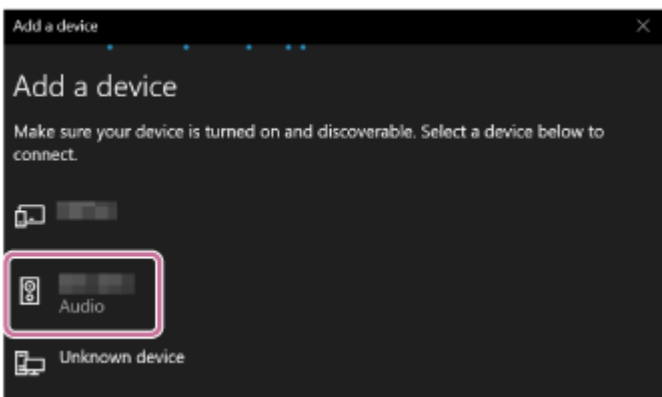 Add a device
Add a device
Make sure your device is turned on and discoverable. Select a device below to
connect.
Audio
Unknown device